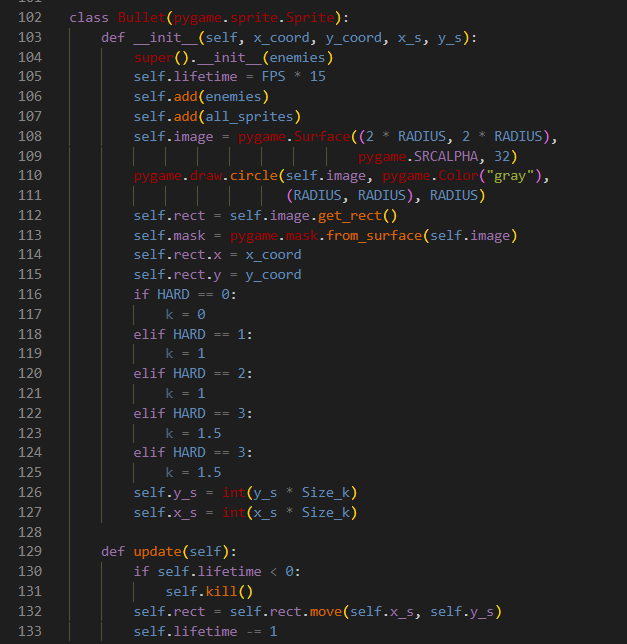 102 class Bullet(pygame.sprite.Sprite):
103     def __init__(self, x_coord, y_coord, x_s, y_s):
104         super().__init__(enemies)
105         self.lifetime = FPS * 15
106         self.add(enemies)
107         self.add(all_sprites)
108         self.image = pygame.Surface((2 * RADIUS, 2 * RADIUS),
109                                     pygame.SRCALPHA, 32)
110         pygame.draw.circle(self.image, pygame.Color("gray"),
111                            (RADIUS, RADIUS), RADIUS)
112         self.rect = self.image.get_rect()
113         self.mask = pygame.mask.from_surface(self.image)
114         self.rect.x = x_coord
115         self.rect.y = y_coord
116         if HARD == 0:
117             k = 0
118         elif HARD == 1:
119             k = 1
120         elif HARD == 2:
121             k = 1
122         elif HARD == 3:
123             k = 1.5
124         elif HARD == 3:
125             k = 1.5
126         self.y_s = int(y_s * Size_k)
127         self.x_s = int(x_s * Size_k)
128
129     def update(self):
130         if self.lifetime < 0:
131             self.kill()
132         self.rect = self.rect.move(self.x_s, self.y_s)
133         self.lifetime -= 1